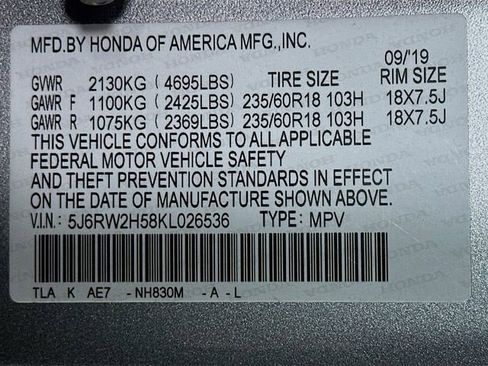 MFD.BY HONDA OF AMERICA MFG.,INC.
09/'19
GVWR 2130KG (4695LBS) TIRE SIZE RIM SIZE
GAWR F 1100KG (2425LBS) 235/60R18 103H 18X7.5J
GAWR R 1075KG (2369LBS) 235/60R18 103H 18X7.5J
THIS VEHICLE CONFORMS TO ALL APPLICABLE
FEDERAL MOTOR VEHICLE SAFETY
AND THEFT PREVENTION STANDARDS IN EFFECT
ON THE DATE OF MANUFACTURE SHOWN ABOVE.
V.I.N.: 5J6RW2H58KL026536 TYPE: MPV
TLA K AE7 -NH830M -A-L